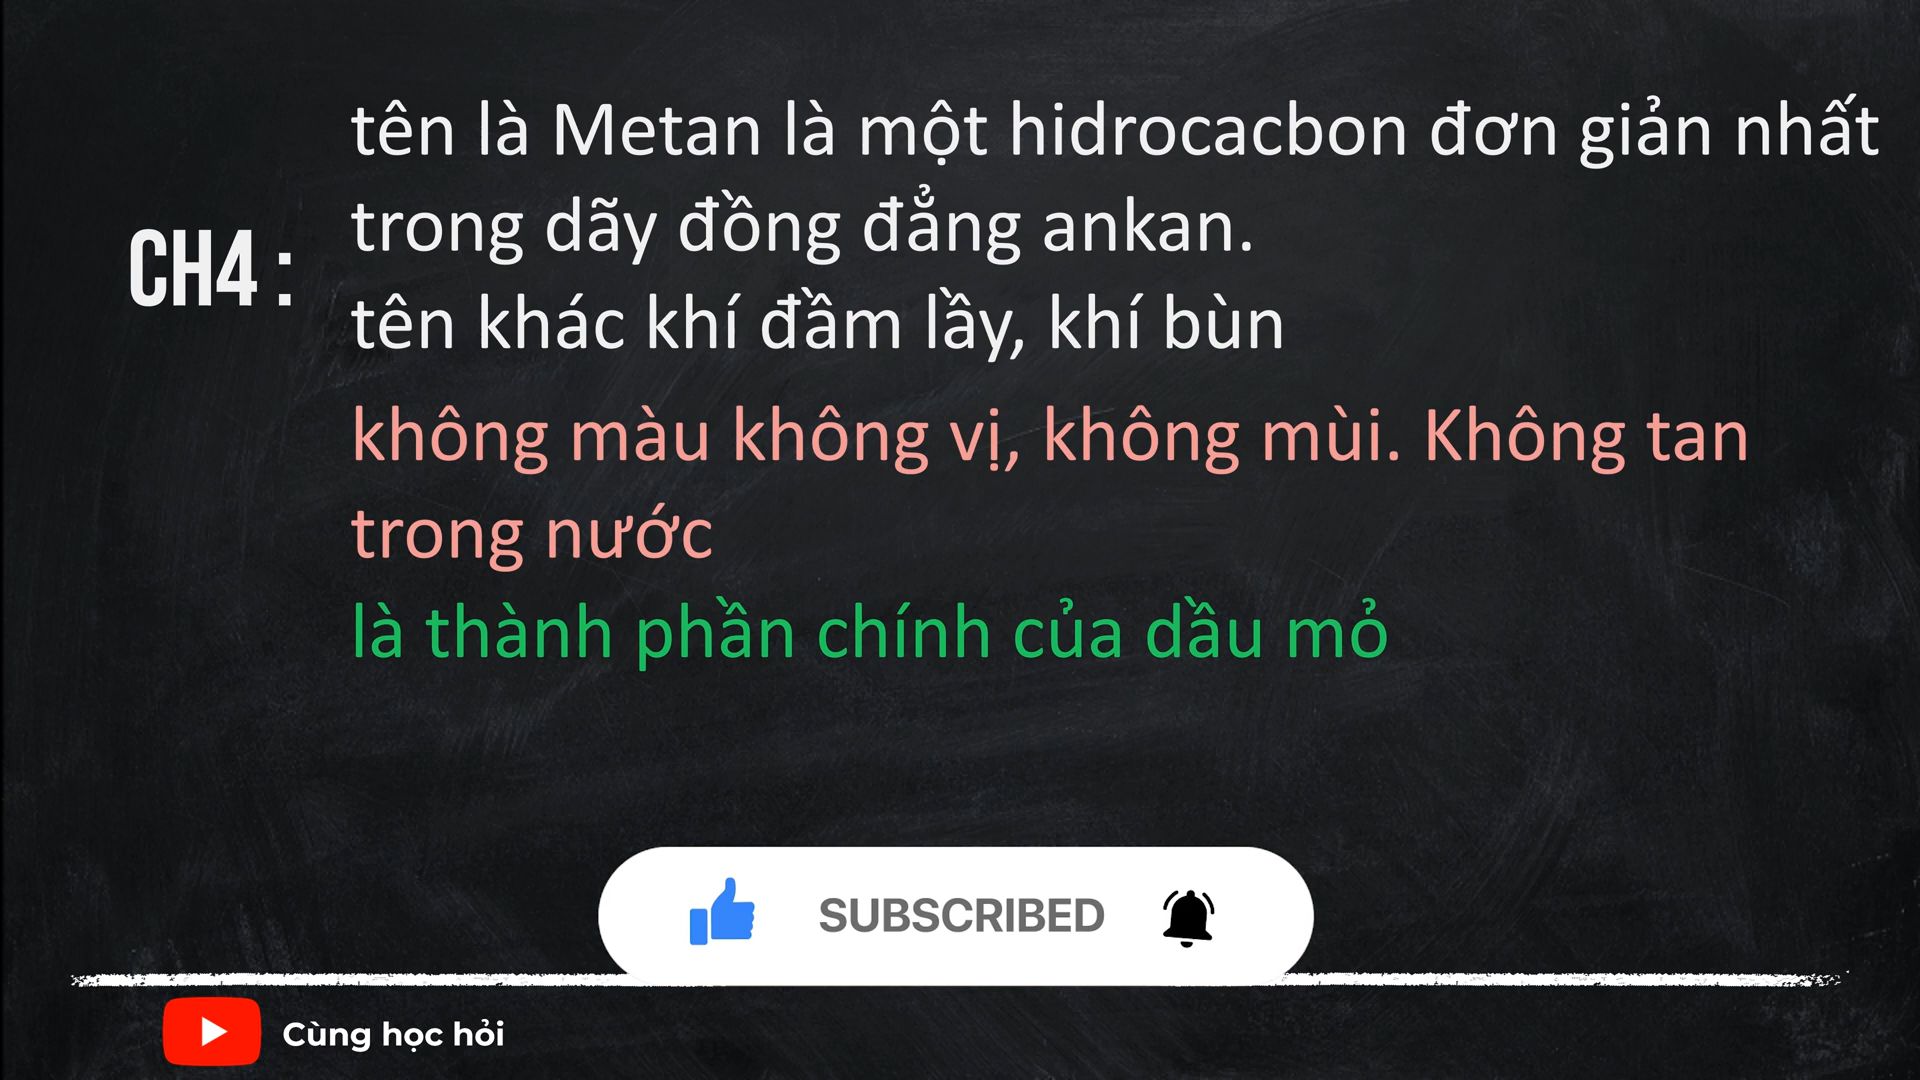 CH4 :
tên là Metan là một hidrocacbon đơn giản nhất
trong dãy đồng đẳng ankan.
tên khác khí đầm lầy, khí bùn
không màu không vị, không mùi. Không tan
trong nước
là thành phần chính của dầu mỏ
SUBSCRIBED
Cùng học hỏi